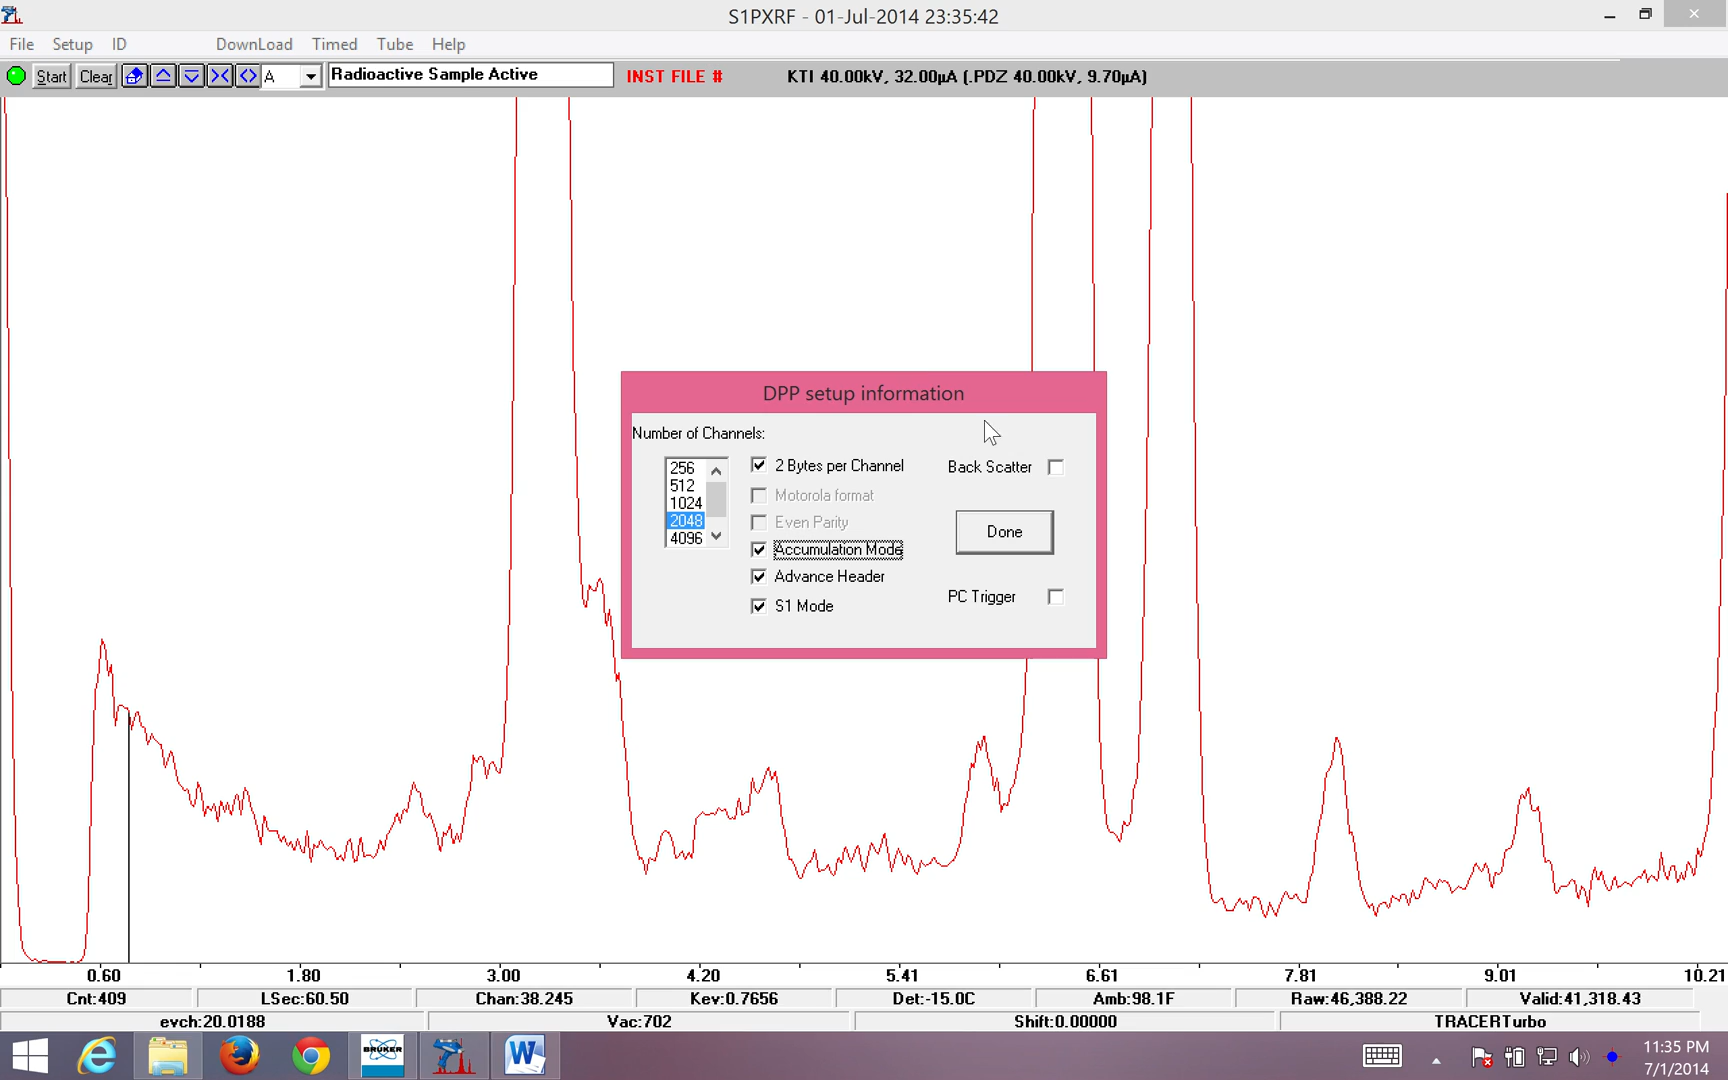 S1PXRF - 01-Jul-2014 23:35:42
File Setup ID DownLoad Timed Tube Help
Start Clear A Radioactive Sample Active INST FILE # KTI 40.00kV, 32.00µA (.PDZ 40.00kV, 9.70µA)
DPP setup information
Number of Channels:
256
512
1024
2048
4096
2 Bytes per Channel
Motorola format
Even Parity
Accumulation Mode
Advance Header
S1 Mode
Back Scatter
Done
PC Trigger
0.60 1.80 3.00 4.20 5.41 6.61 7.81 9.01 10.21
Cnt:409 LSec:60.50 Chan:38.245 Kev:0.7656 Det:-15.0C Amb:98.1F Raw:46,388.22 Valid:41,318.43
evch:20.0188 Vac:702 Shift:0.00000 TRACERTurbo
BRUKER
11:35 PM
7/1/2014